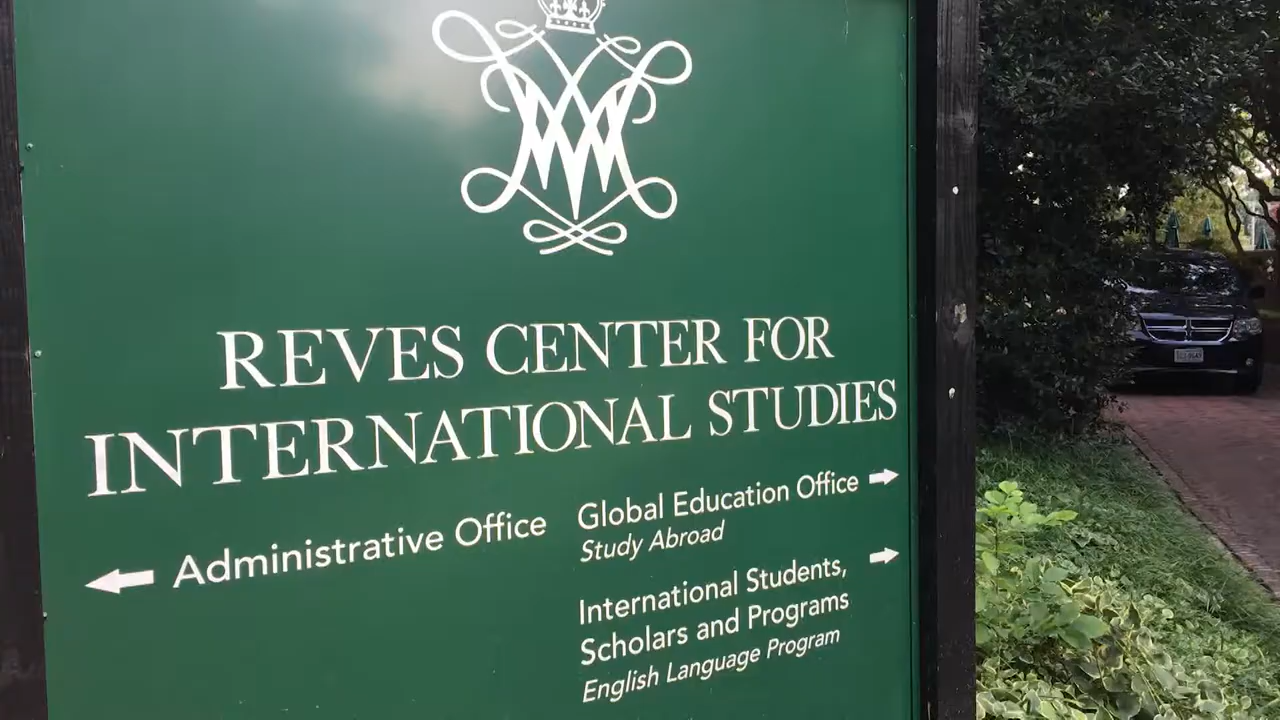 REVES CENTER FOR
INTERNATIONAL STUDIES
Administrative Office
Global Education Office
Study Abroad
International Students,
Scholars and Programs
English Language Program